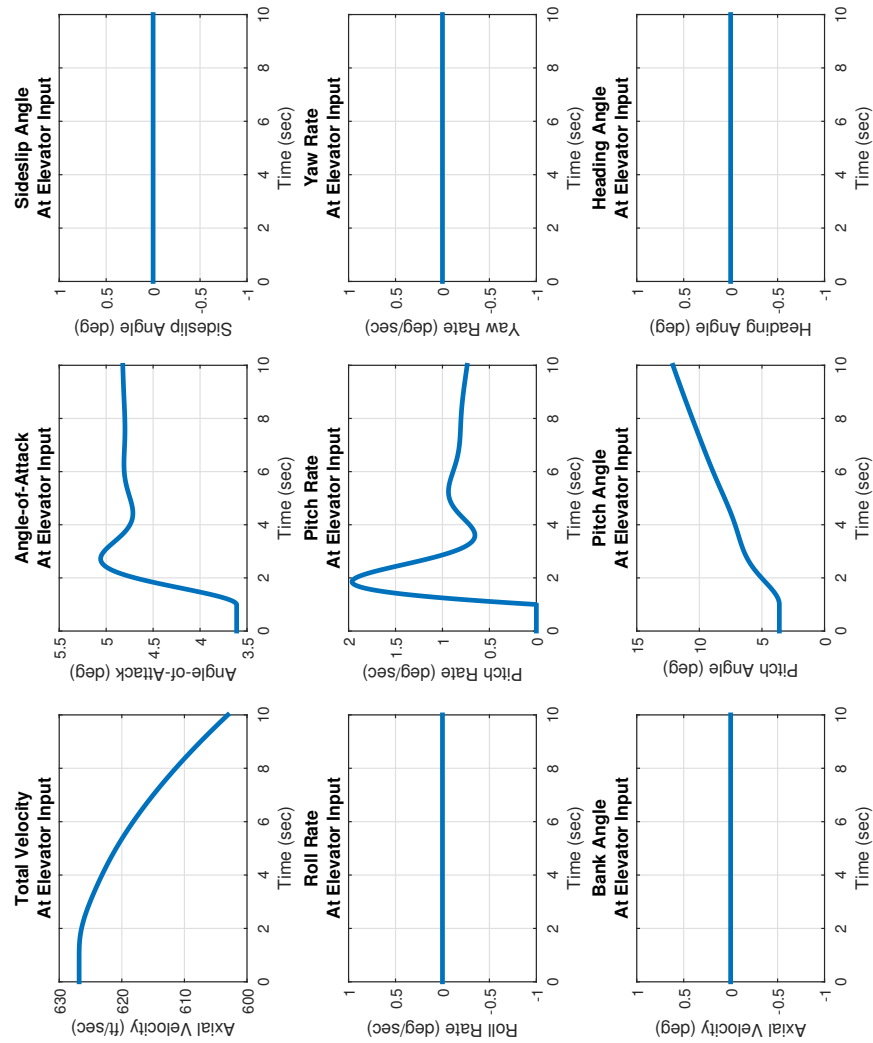 Total Velocity
At Elevator Input
Axial Velocity (ft/sec)
630
620
610
600
0 2 4 6 8 10
Time (sec)
Angle-of-Attack
At Elevator Input
Angle-of-Attack (deg)
5.5
5
4.5
4
3.5
0 2 4 6 8 10
Time (sec)
Sideslip Angle
At Elevator Input
Sideslip Angle (deg)
1
0.5
0
-0.5
-1
0 2 4 6 8 10
Time (sec)
Roll Rate
At Elevator Input
Roll Rate (deg/sec)
1
0.5
0
-0.5
-1
0 2 4 6 8 10
Time (sec)
Pitch Rate
At Elevator Input
Pitch Rate (deg/sec)
2
1.5
1
0.5
0
0 2 4 6 8 10
Time (sec)
Yaw Rate
At Elevator Input
Yaw Rate (deg/sec)
1
0.5
0
-0.5
-1
0 2 4 6 8 10
Time (sec)
Bank Angle
At Elevator Input
Axial Velocity (deg)
1
0.5
0
-0.5
-1
0 2 4 6 8 10
Time (sec)
Pitch Angle
At Elevator Input
Pitch Angle (deg)
15
10
5
0
0 2 4 6 8 10
Time (sec)
Heading Angle
At Elevator Input
Heading Angle (deg)
1
0.5
0
-0.5
-1
0 2 4 6 8 10
Time (sec)